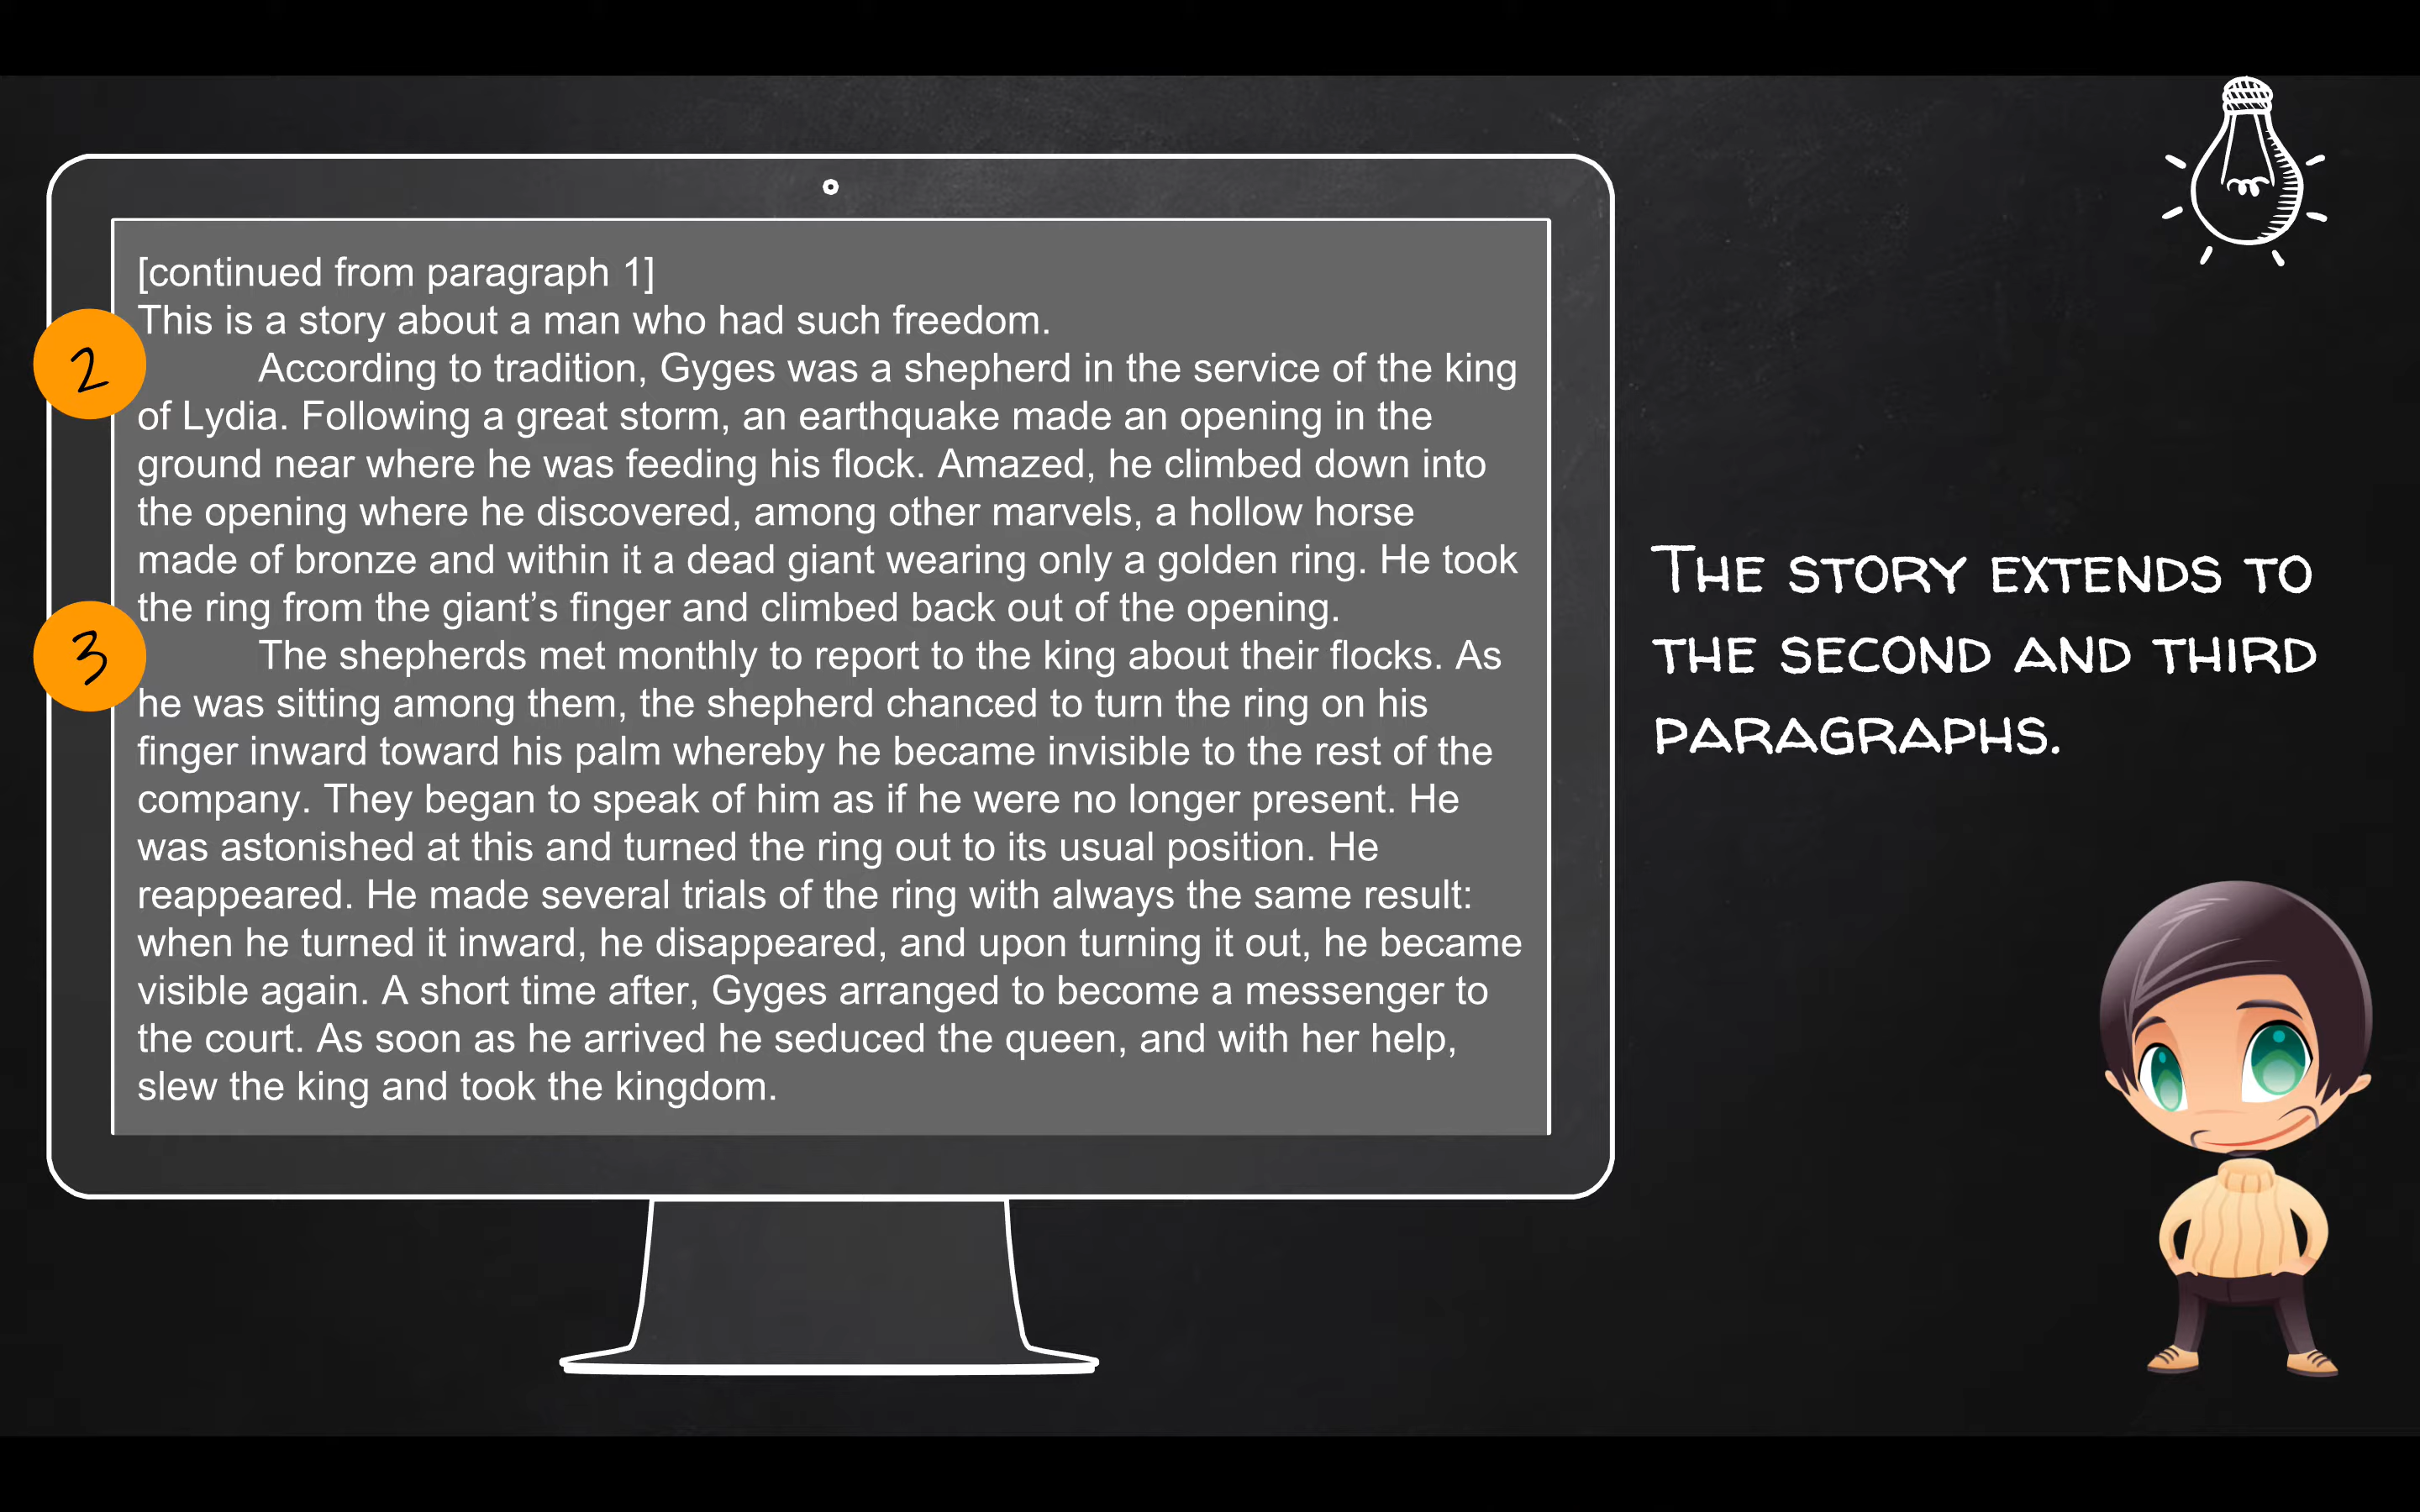 [continued from paragraph 1]
This is a story about a man who had such freedom.
2
According to tradition, Gyges was a shepherd in the service of the king
of Lydia. Following a great storm, an earthquake made an opening in the
ground near where he was feeding his flock. Amazed, he climbed down into
the opening where he discovered, among other marvels, a hollow horse
made of bronze and within it a dead giant wearing only a golden ring. He took
the ring from the giant’s finger and climbed back out of the opening.
3
The shepherds met monthly to report to the king about their flocks. As
he was sitting among them, the shepherd chanced to turn the ring on his
finger inward toward his palm whereby he became invisible to the rest of the
company. They began to speak of him as if he were no longer present. He
was astonished at this and turned the ring out to its usual position. He
reappeared. He made several trials of the ring with always the same result:
when he turned it inward, he disappeared, and upon turning it out, he became
visible again. A short time after, Gyges arranged to become a messenger to
the court. As soon as he arrived he seduced the queen, and with her help,
slew the king and took the kingdom.
The story extends to
the second and third
paragraphs.